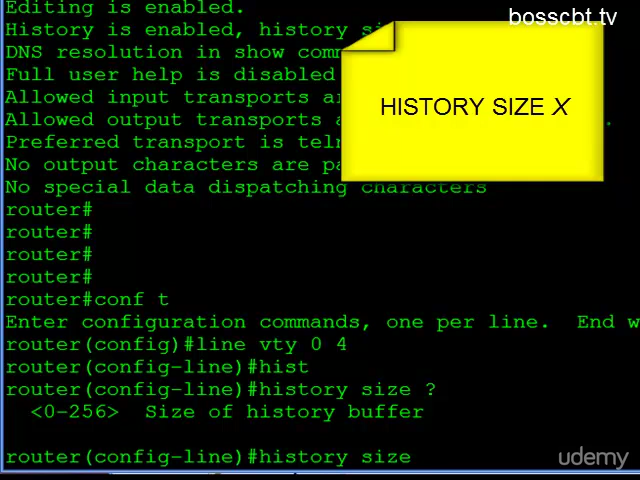 bosscbt.tv
Editing is enabled.
History is enabled, history si
DNS resolution in show com
Full user help is disabled
HISTORY SIZE X
Allowed input transports a
Allowed output transports a .
Preferred transport is tel
No output characters are pa
No special data dispatching characters
router#
router#
router#
router#
router#conf t
Enter configuration commands, one per line. End w
router(config)#line vty 0 4
router(config-line)#hist
router(config-line)#history size ?
<0-256> Size of history buffer
router(config-line)#history size
udemy